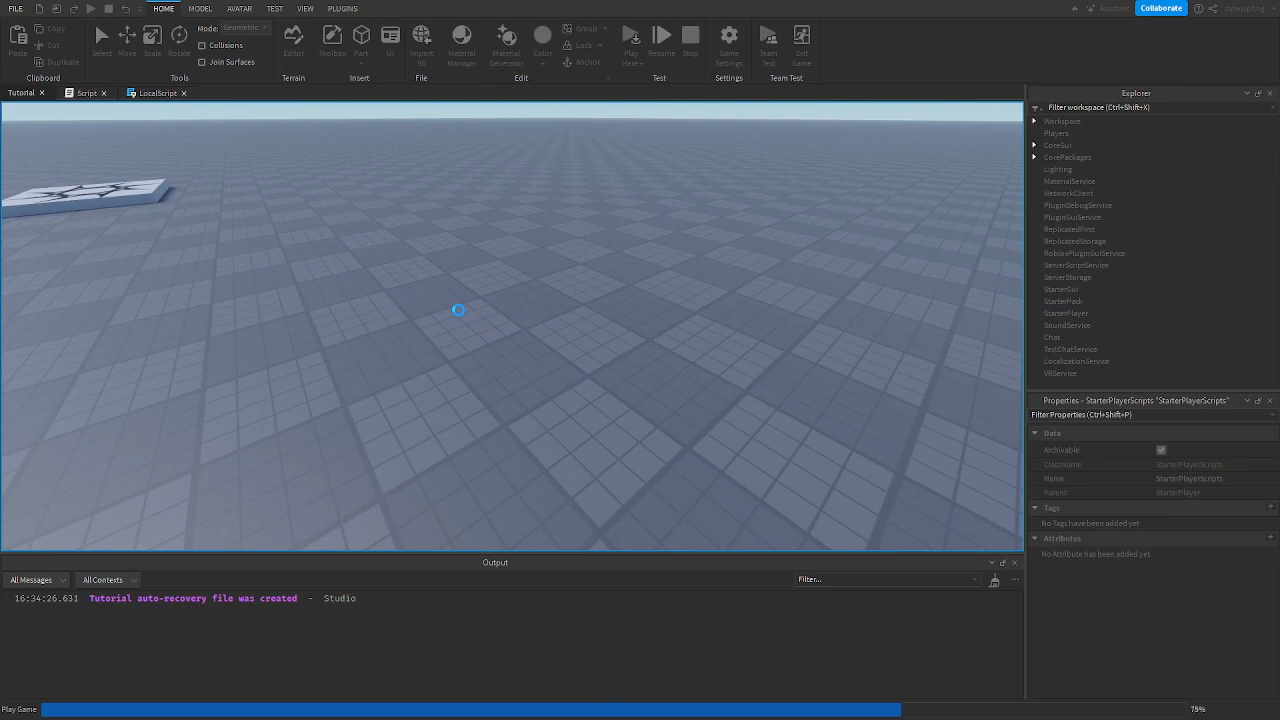 FILE HOME MODEL AVATAR TEST VIEW PLUGINS Assistant Collaborate
Copy Cut Duplicate Paste Clipboard
Select Move Scale Rotate Mode: Geometric Collisions Join Surfaces Tools
Editor Terrain
Toolbox Part UI Insert
Import 3D File
Material Manager Material Generator Color Group Lock Anchor Edit
Play Here Resume Stop Test
Game Settings Settings
Team Test Exit Game Team Test
Tutorial Script LocalScript
Explorer
Filter workspace (Ctrl+Shift+X)
Workspace
Players
CoreGui
CorePackages
Lighting
MaterialService
NetworkClient
PluginDebugService
PluginGuiService
ReplicatedFirst
ReplicatedStorage
RobloxPluginGuiService
ServerScriptService
ServerStorage
StarterGui
StarterPack
StarterPlayer
SoundService
Chat
TextChatService
LocalizationService
VRService
Properties - StarterPlayerScripts "StarterPlayerScripts"
Filter Properties (Ctrl+Shift+P)
Data
Archivable
ClassName StarterPlayerScripts
Name StarterPlayerScripts
Parent StarterPlayer
Tags
No Tags have been added yet
Attributes
No Attribute has been added yet
Output
All Messages All Contexts Filter...
16:34:26.631 Tutorial auto-recovery file was created - Studio
Play Game 75%